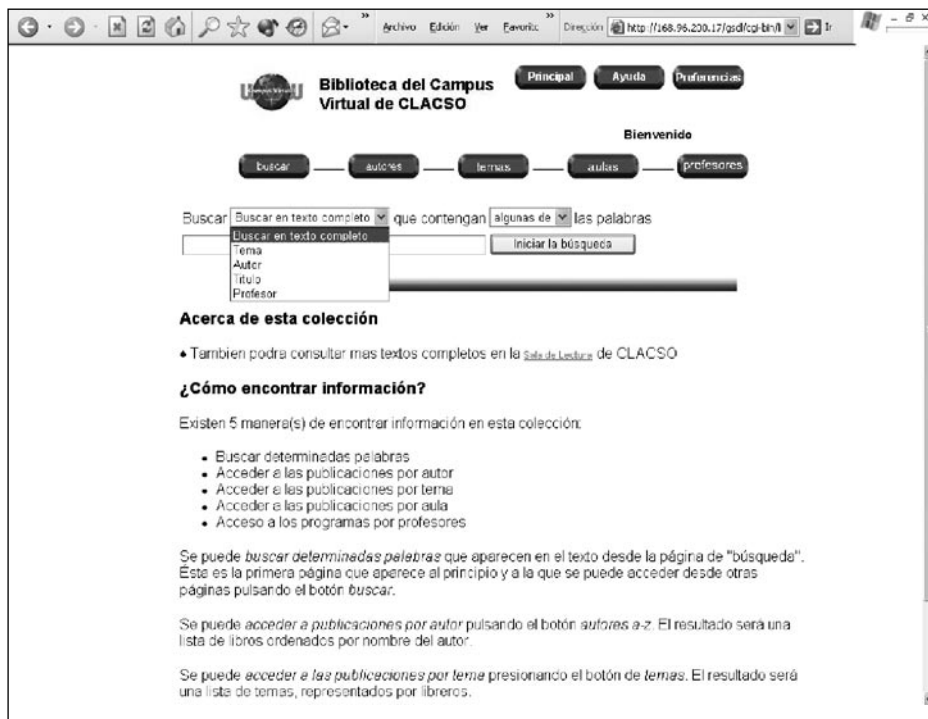 Archivo Edición Ver Favoritc Dirección http://168.96.200.17/gsdl/cgi-bin/l Ir
Principal Ayuda Preferencias
Biblioteca del Campus
Virtual de CLACSO
Bienvenido
buscar autores temas aulas profesores
Buscar Buscar en texto completo que contengan algunas de las palabras
Buscar en texto completo Iniciar la búsqueda
Tema
Autor
Titulo
Profesor
Acerca de esta colección
Tambien podra consultar mas textos completos en la Sala de Lectura de CLACSO
¿Cómo encontrar información?
Existen 5 manera(s) de encontrar información en esta colección:
Buscar determinadas palabras
Acceder a las publicaciones por autor
Acceder a las publicaciones por tema
Acceder a las publicaciones por aula
Acceso a los programas por profesores
Se puede buscar determinadas palabras que aparecen en el texto desde la página de "búsqueda".
Ésta es la primera página que aparece al principio y a la que se puede acceder desde otras
páginas pulsando el botón buscar.
Se puede acceder a publicaciones por autor pulsando el botón autores a-z. El resultado será una
lista de libros ordenados por nombre del autor.
Se puede acceder a las publicaciones por tema presionando el botón de temas. El resultado será
una lista de temas, representados por libreros.